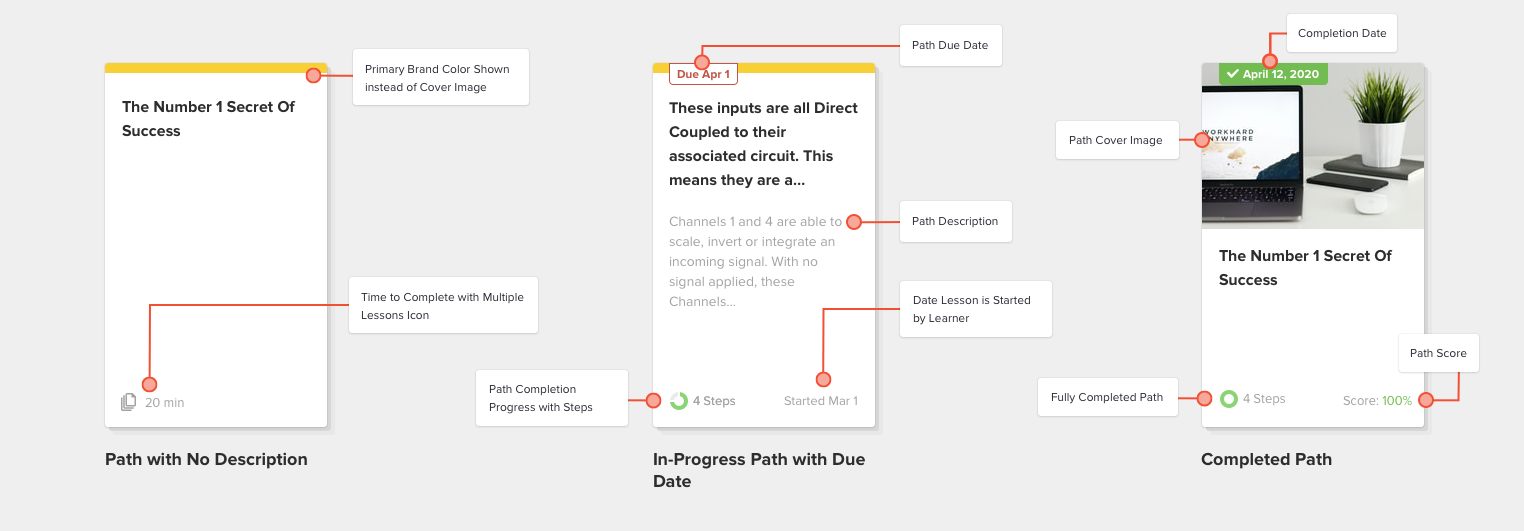 Primary Brand Color Shown
instead of Cover Image
The Number 1 Secret Of
Success
Time to Complete with Multiple
Lessons Icon
20 min
Path with No Description
Path Due Date
Due Apr 1
These inputs are all Direct
Coupled to their
associated circuit. This
means they are a...
Channels 1 and 4 are able to
scale, invert or integrate an
incoming signal. With no
signal applied, these
Channels...
Path Description
Date Lesson is Started
by Learner
Path Completion
Progress with Steps
4 Steps
Started Mar 1
In-Progress Path with Due
Date
Completion Date
April 12, 2020
Path Cover Image
WORKHARD
ANYWHERE
The Number 1 Secret Of
Success
Path Score
Fully Completed Path
4 Steps
Score: 100%
Completed Path